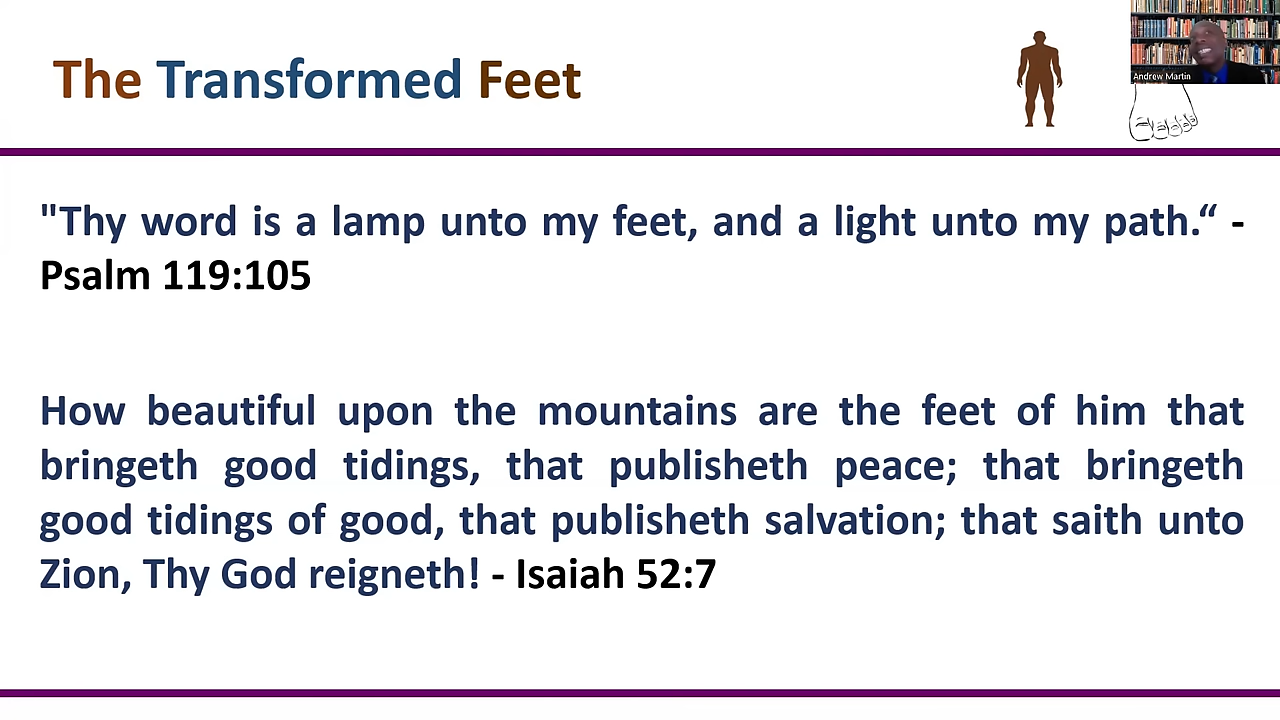 The Transformed Feet
Andrew Martin
"Thy word is a lamp unto my feet, and a light unto my path.“ -
Psalm 119:105
How beautiful upon the mountains are the feet of him that
bringeth good tidings, that publisheth peace; that bringeth
good tidings of good, that publisheth salvation; that saith unto
Zion, Thy God reigneth! - Isaiah 52:7